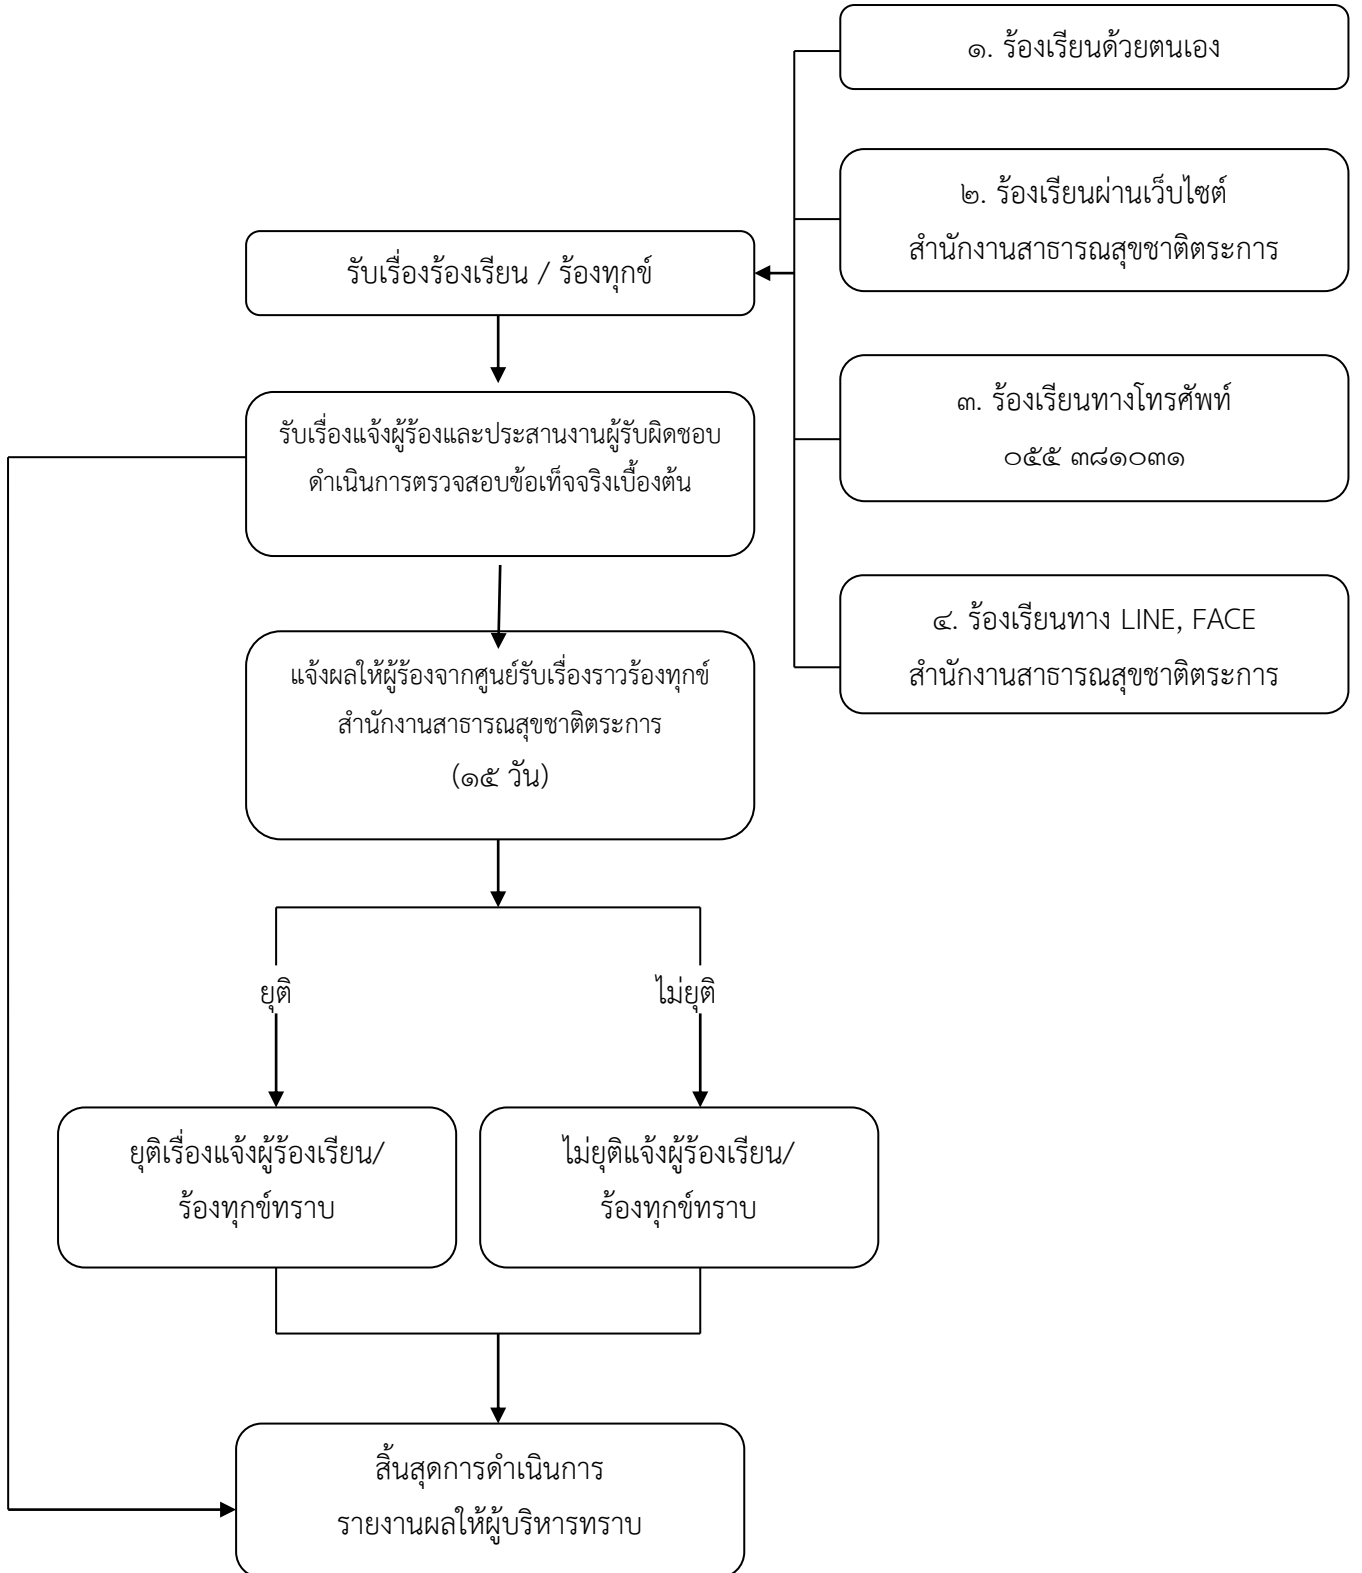 ๑. ร้องเรียนด้วยตนเอง
๒. ร้องเรียนผ่านเว็บไซต์
สำนักงานสาธารณสุขชาติตระการ
รับเรื่องร้องเรียน / ร้องทุกข์
๓. ร้องเรียนทางโทรศัพท์
๐๕๕ ๓๘๑๐๓๑
รับเรื่องแจ้งผู้ร้องและประสานงานผู้รับผิดชอบ
ดำเนินการตรวจสอบข้อเท็จจริงเบื้องต้น
๔. ร้องเรียนทาง LINE, FACE
สำนักงานสาธารณสุขชาติตระการ
แจ้งผลให้ผู้ร้องจากศูนย์รับเรื่องราวร้องทุกข์
สำนักงานสาธารณสุขชาติตระการ
(๑๕ วัน)
ยุติ
ไม่ยุติ
ยุติเรื่องแจ้งผู้ร้องเรียน/
ร้องทุกข์ทราบ
ไม่ยุติแจ้งผู้ร้องเรียน/
ร้องทุกข์ทราบ
สิ้นสุดการดำเนินการ
รายงานผลให้ผู้บริหารทราบ